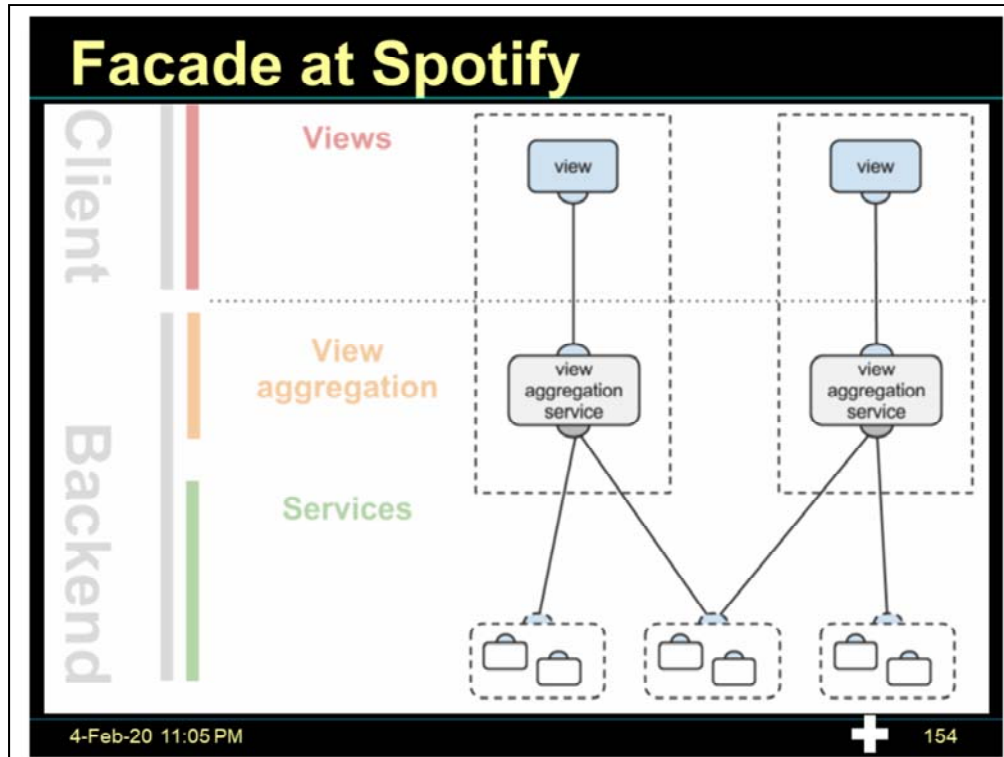 Facade at Spotify
Client
Views
view
view
View
aggregation
view
aggregation
service
view
aggregation
service
Backend
Services
4-Feb-20 11:05 PM
154